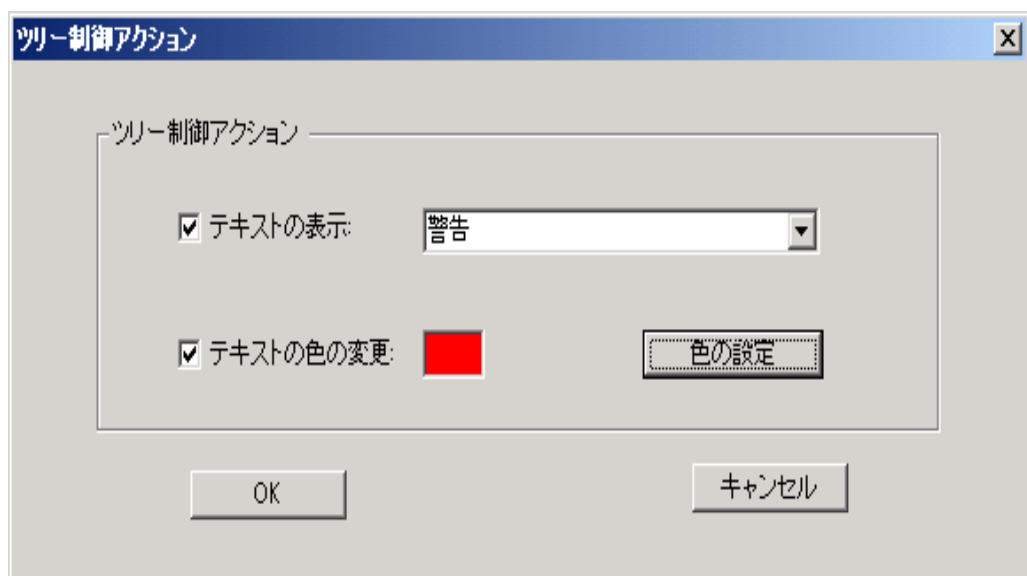 ツリー制御アクション
ツリー制御アクション
テキストの表示:
警告
テキストの色の変更:
色の設定
OK
キャンセル